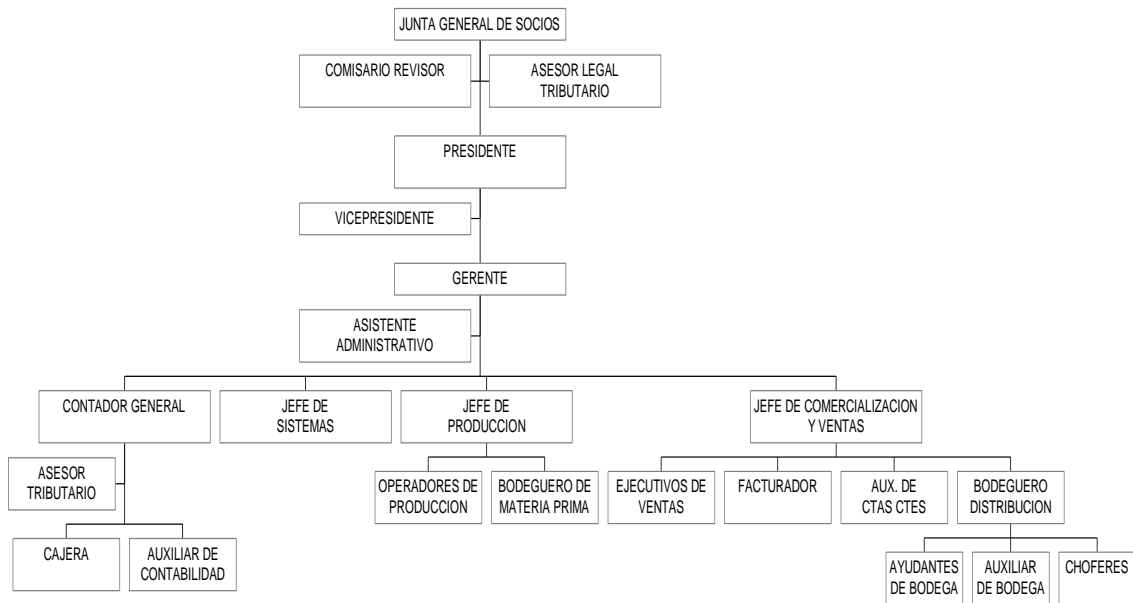 JUNTA GENERAL DE SOCIOS
COMISARIO REVISOR
ASESOR LEGAL
TRIBUTARIO
PRESIDENTE
VICEPRESIDENTE
GERENTE
ASISTENTE
ADMINISTRATIVO
CONTADOR GENERAL
JEFE DE
SISTEMAS
JEFE DE
PRODUCCION
JEFE DE COMERCIALIZACION
Y VENTAS
ASESOR
TRIBUTARIO
OPERADORES DE
PRODUCCION
BODEGUERO DE
MATERIA PRIMA
EJECUTIVOS DE
VENTAS
FACTURADOR
AUX. DE
CTAS CTES
BODEGUERO
DISTRIBUCION
CAJERA
AUXILIAR DE
CONTABILIDAD
AYUDANTES
DE BODEGA
AUXILIAR
DE BODEGA
CHOFERES